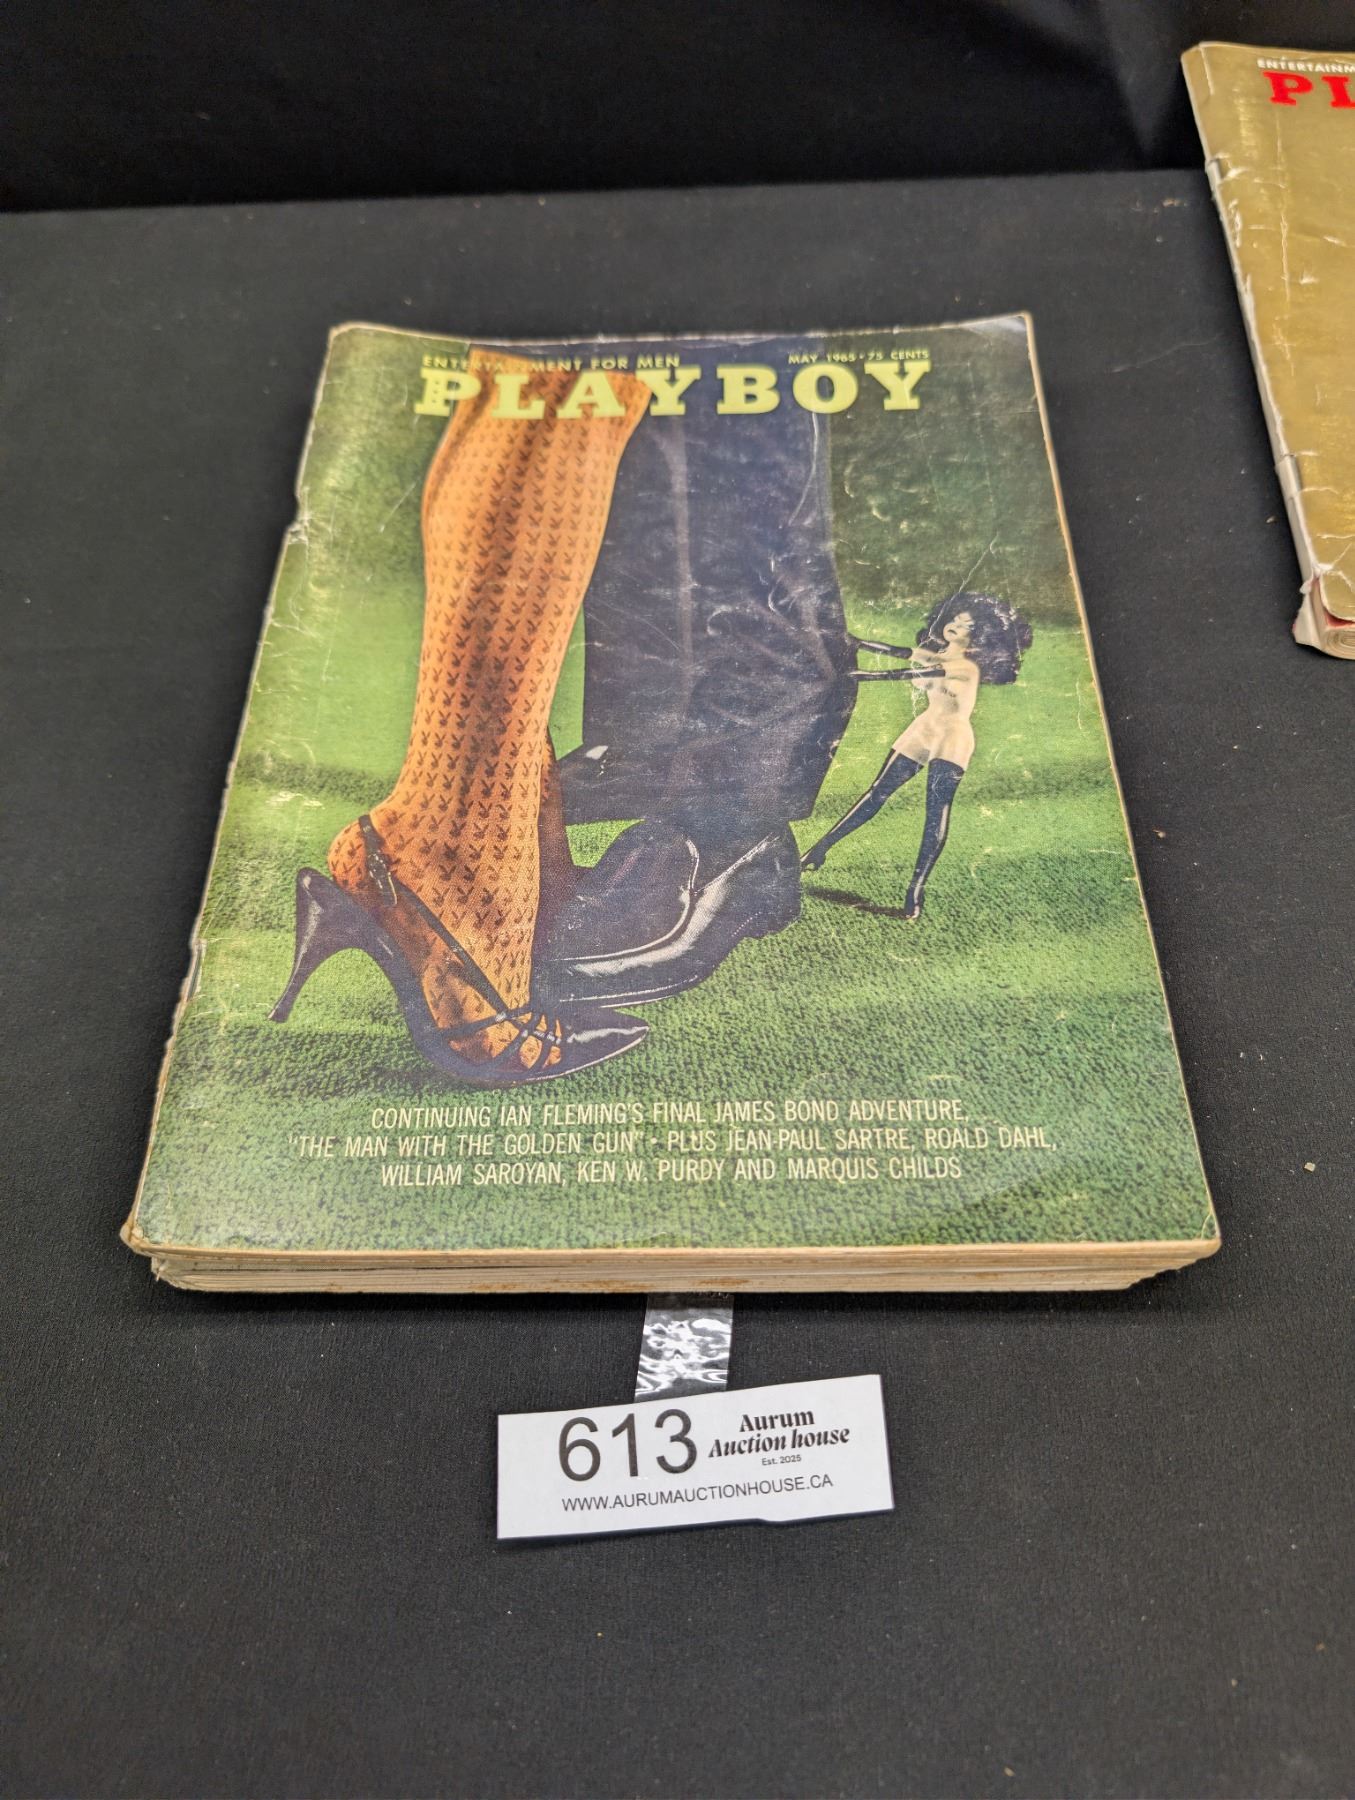 ENTERTAINMENT FOR MEN
MAY 1965 • 75 CENTS
PLAYBOY
CONTINUING IAN FLEMING'S FINAL JAMES BOND ADVENTURE,
"THE MAN WITH THE GOLDEN GUN" • PLUS JEAN-PAUL SARTRE, ROALD DAHL,
WILLIAM SAROYAN, KEN W. PURDY AND MARQUIS CHILDS
613
Aurum
Auction house
Est. 2025
WWW.AURUMAUCTIONHOUSE.CA
ENTERTAINM
PL